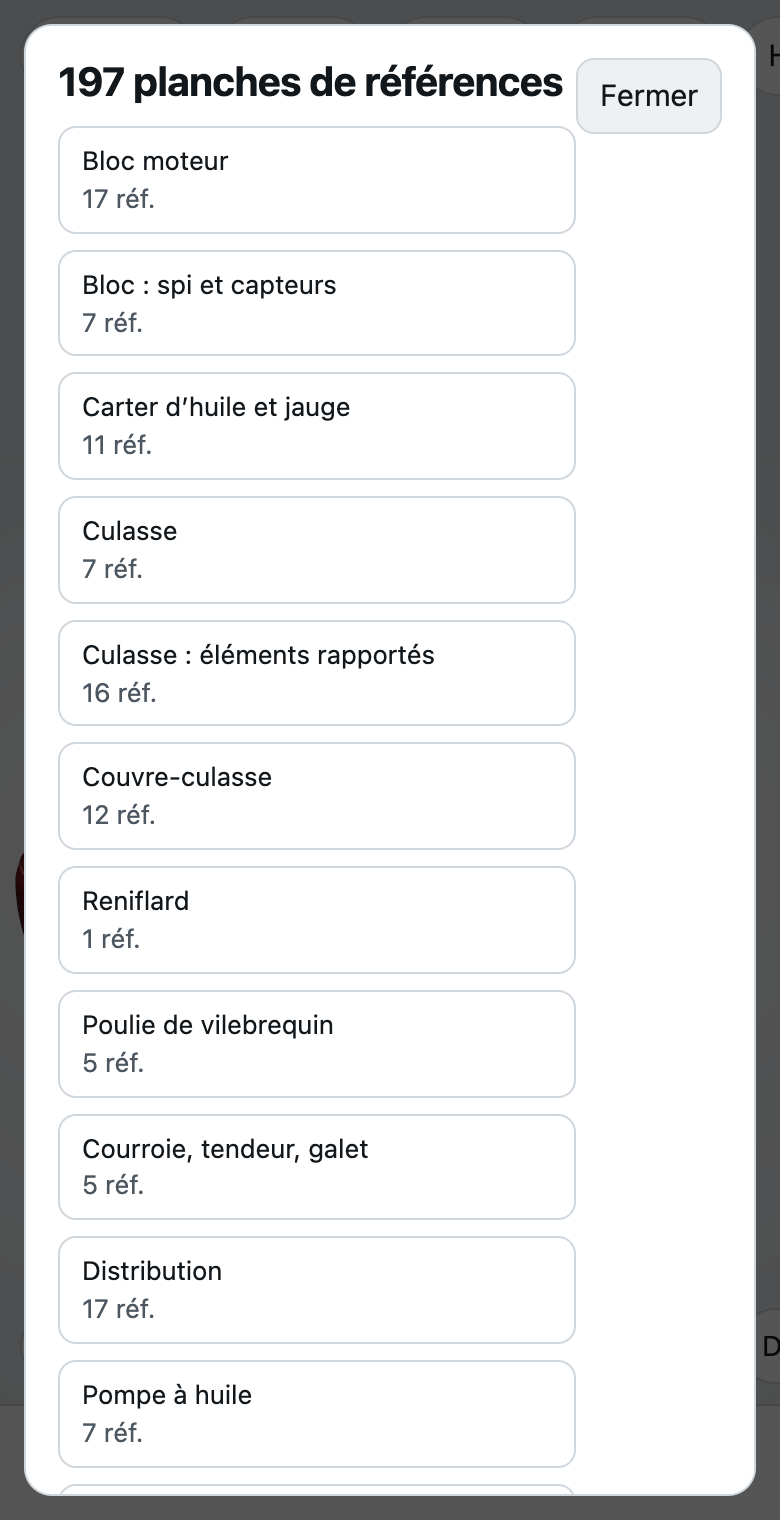 197 planches de références
Fermer
Bloc moteur
17 réf.
Bloc : spi et capteurs
7 réf.
Carter d’huile et jauge
11 réf.
Culasse
7 réf.
Culasse : éléments rapportés
16 réf.
Couvre-culasse
12 réf.
Reniflard
1 réf.
Poulie de vilebrequin
5 réf.
Courroie, tendeur, galet
5 réf.
Distribution
17 réf.
Pompe à huile
7 réf.